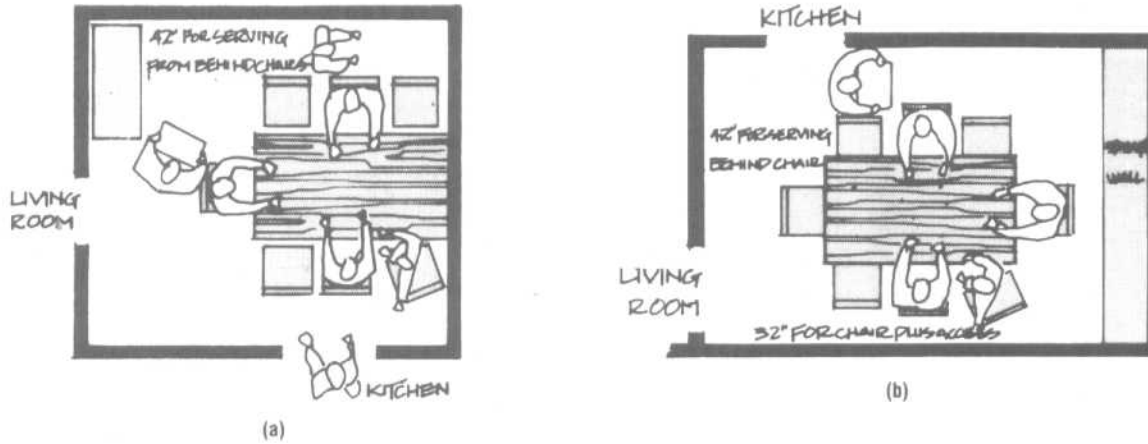 42" FOR SERVING
FROM BEHIND CHAIRS
LIVING
ROOM
KITCHEN
(a)
KITCHEN
42" FOR SERVING
BEHIND CHAIR
WALL
LIVING
ROOM
32" FOR CHAIR PLUS ACCESS
(b)